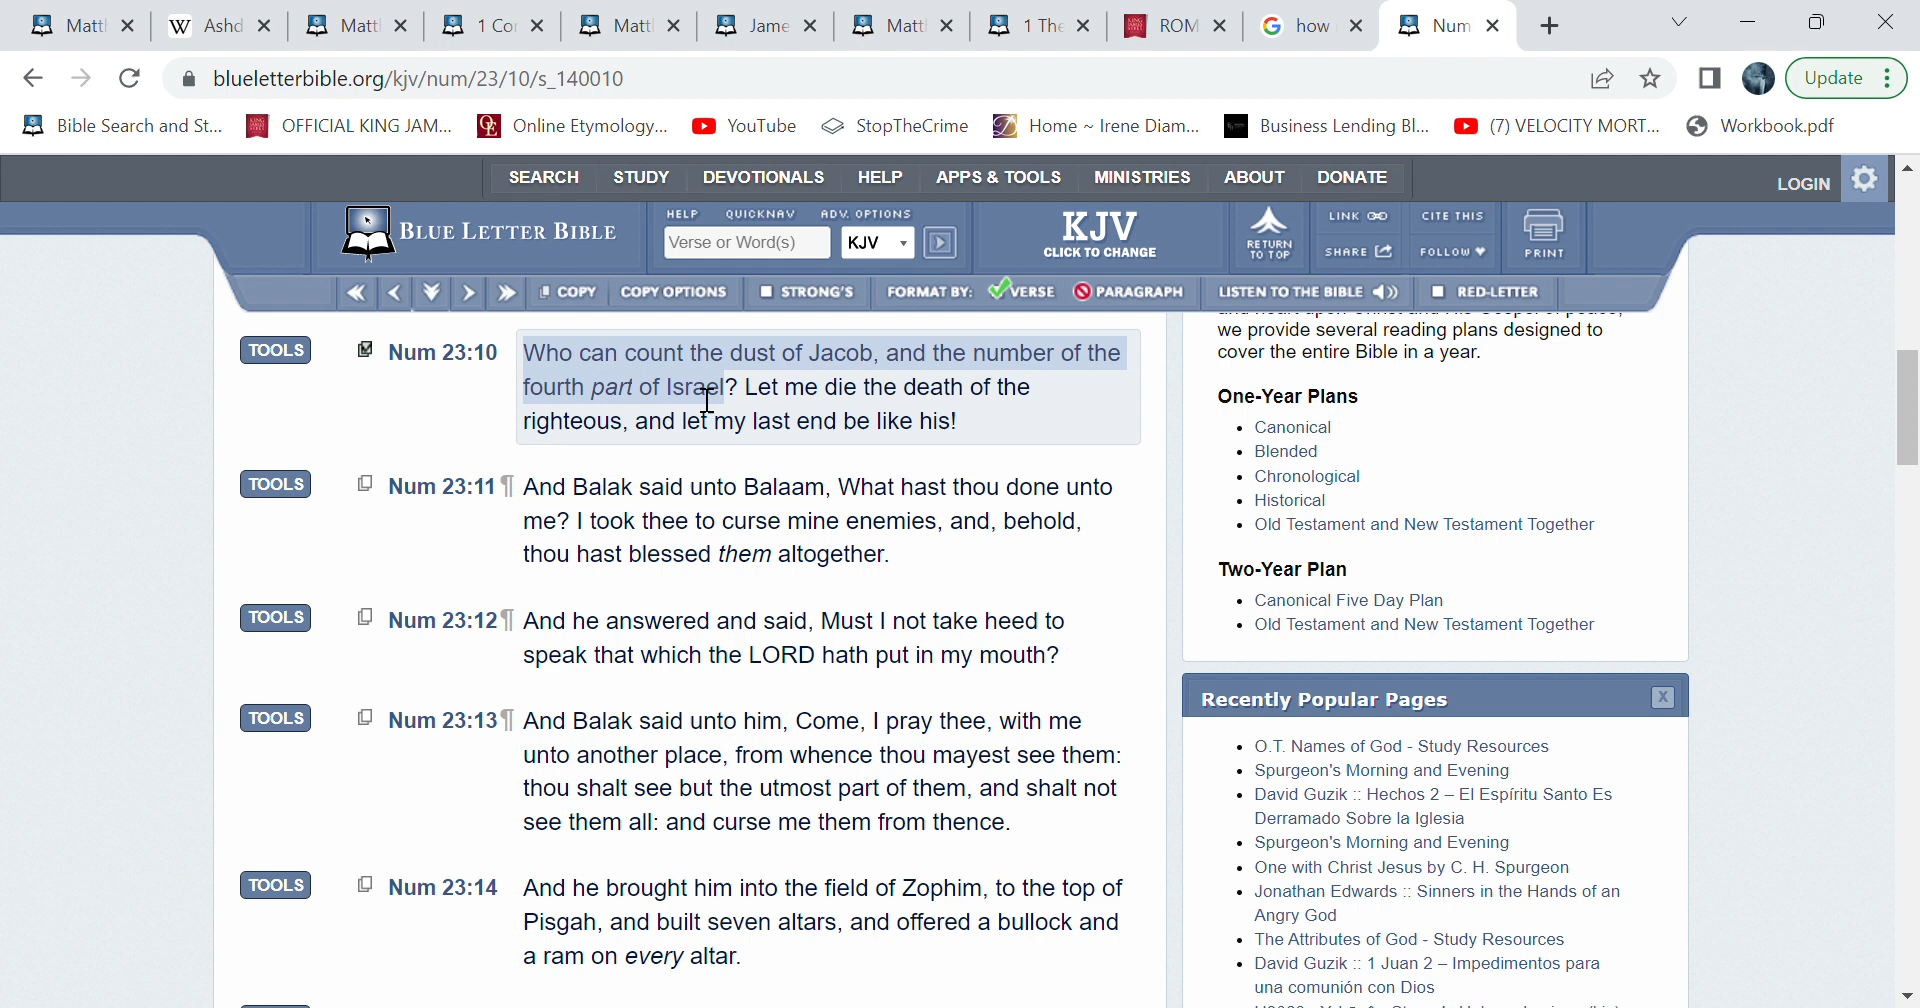 Matt
Ashd
Matt
1 Cor
Matt
Jame
Matt
1 The
ROM
how
Num
blueletterbible.org/kjv/num/23/10/s_140010
Update
Bible Search and St...
OFFICIAL KING JAM...
Online Etymology...
YouTube
StopTheCrime
Home ~ Irene Diam...
Business Lending Bl...
(7) VELOCITY MORT...
Workbook.pdf
SEARCH STUDY DEVOTIONALS HELP APPS & TOOLS MINISTRIES ABOUT DONATE
LOGIN
BLUE LETTER BIBLE
HELP QUICKNAV ADV. OPTIONS
Verse or Word(s)
KJV
KJV
CLICK TO CHANGE
RETURN
TO TOP
LINK
SHARE
CITE THIS
FOLLOW
PRINT
COPY
COPY OPTIONS
STRONG'S
FORMAT BY: VERSE PARAGRAPH
LISTEN TO THE BIBLE
RED-LETTER
TOOLS
Num 23:10 Who can count the dust of Jacob, and the number of the
fourth part of Israel? Let me die the death of the
righteous, and let my last end be like his!
TOOLS
Num 23:11 ¶ And Balak said unto Balaam, What hast thou done unto
me? I took thee to curse mine enemies, and, behold,
thou hast blessed them altogether.
TOOLS
Num 23:12 ¶ And he answered and said, Must I not take heed to
speak that which the LORD hath put in my mouth?
TOOLS
Num 23:13 ¶ And Balak said unto him, Come, I pray thee, with me
unto another place, from whence thou mayest see them:
thou shalt see but the utmost part of them, and shalt not
see them all: and curse me them from thence.
TOOLS
Num 23:14 And he brought him into the field of Zophim, to the top of
Pisgah, and built seven altars, and offered a bullock and
a ram on every altar.
we provide several reading plans designed to
cover the entire Bible in a year.
One-Year Plans
Canonical
Blended
Chronological
Historical
Old Testament and New Testament Together
Two-Year Plan
Canonical Five Day Plan
Old Testament and New Testament Together
Recently Popular Pages
X
O.T. Names of God - Study Resources
Spurgeon's Morning and Evening
David Guzik :: Hechos 2 – El Espíritu Santo Es
Derramado Sobre la Iglesia
Spurgeon's Morning and Evening
One with Christ Jesus by C. H. Spurgeon
Jonathan Edwards :: Sinners in the Hands of an
Angry God
The Attributes of God - Study Resources
David Guzik :: 1 Juan 2 – Impedimentos para
una comunión con Dios